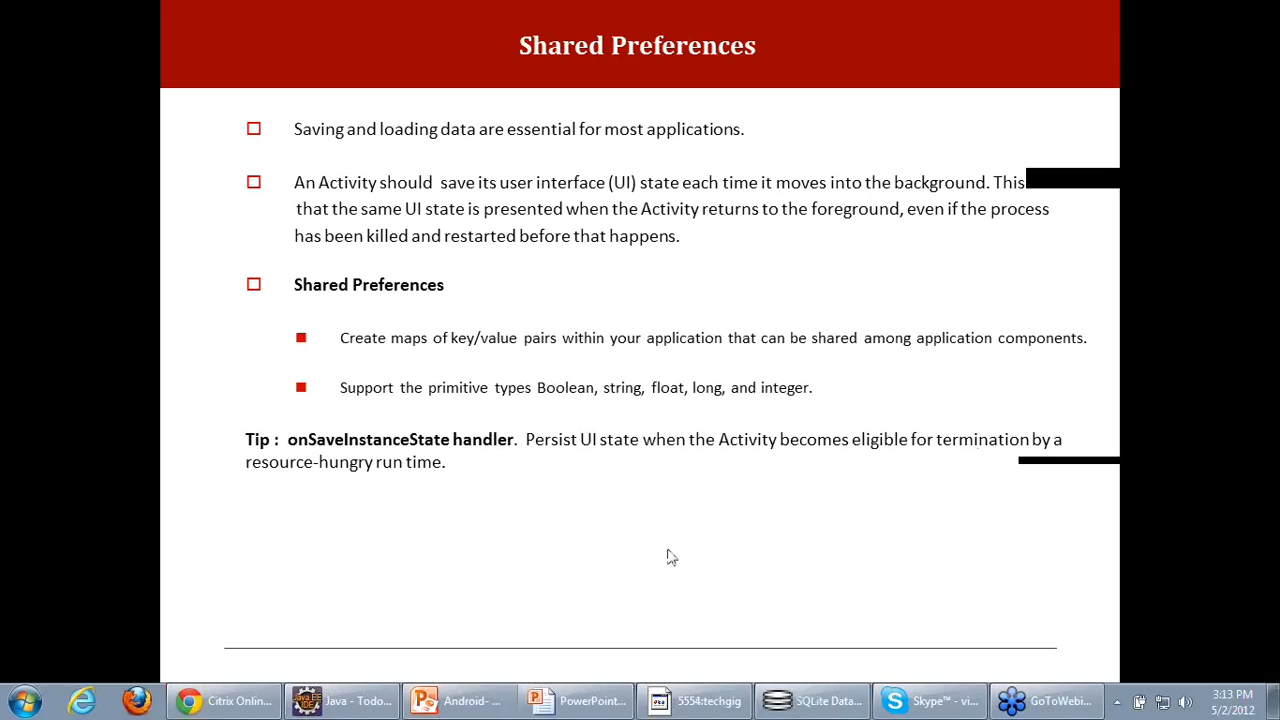 Shared Preferences
Saving and loading data are essential for most applications.
An Activity should save its user interface (UI) state each time it moves into the background. This
that the same UI state is presented when the Activity returns to the foreground, even if the process
has been killed and restarted before that happens.
Shared Preferences
Create maps of key/value pairs within your application that can be shared among application components.
Support the primitive types Boolean, string, float, long, and integer.
Tip : onSaveInstanceState handler. Persist UI state when the Activity becomes eligible for termination by a
resource-hungry run time.
Citrix Onlin...
Java - Todo...
Android- ...
PowerPoint...
5554:techgig
SQLite Data...
Skype™ - vi...
GoToWebi...
3:13 PM
5/2/2012